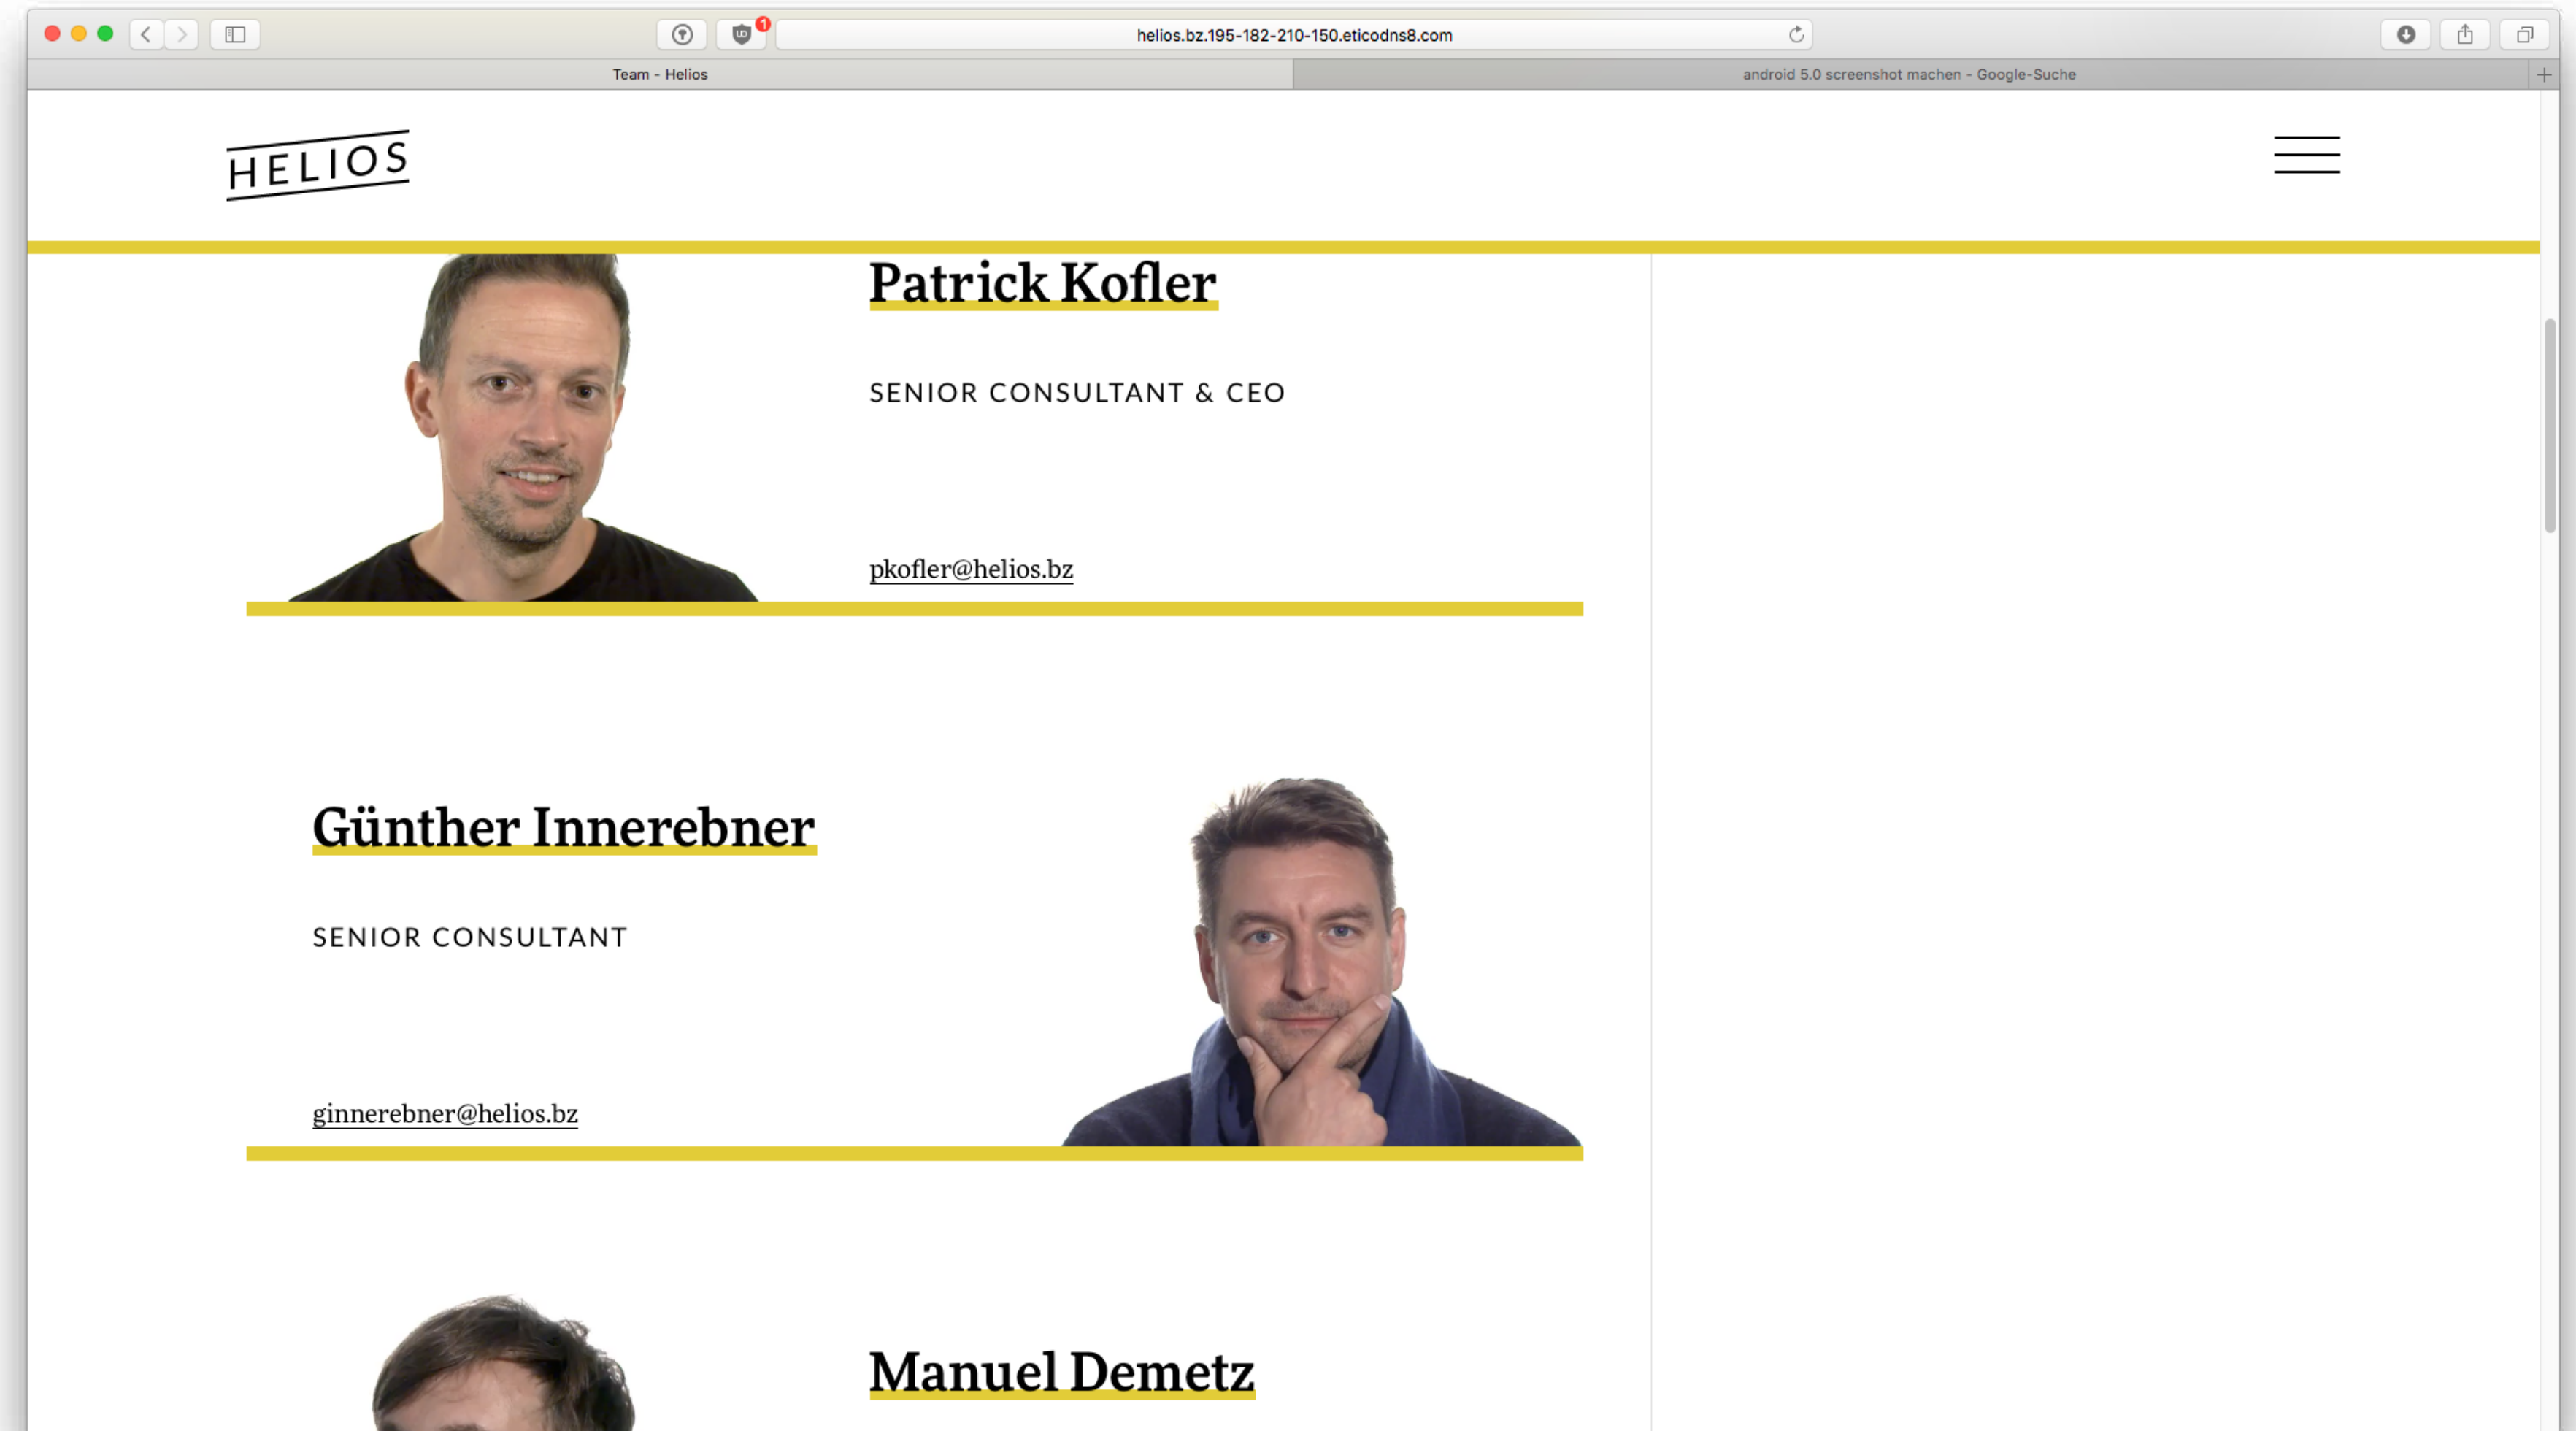 1
helios.bz.195-182-210-150.eticodns8.com
Team - Helios
android 5.0 screenshot machen - Google-Suche
HELIOS
Patrick Kofler
SENIOR CONSULTANT & CEO
pkofler@helios.bz
Günther Innerebner
SENIOR CONSULTANT
ginnerebner@helios.bz
Manuel Demetz